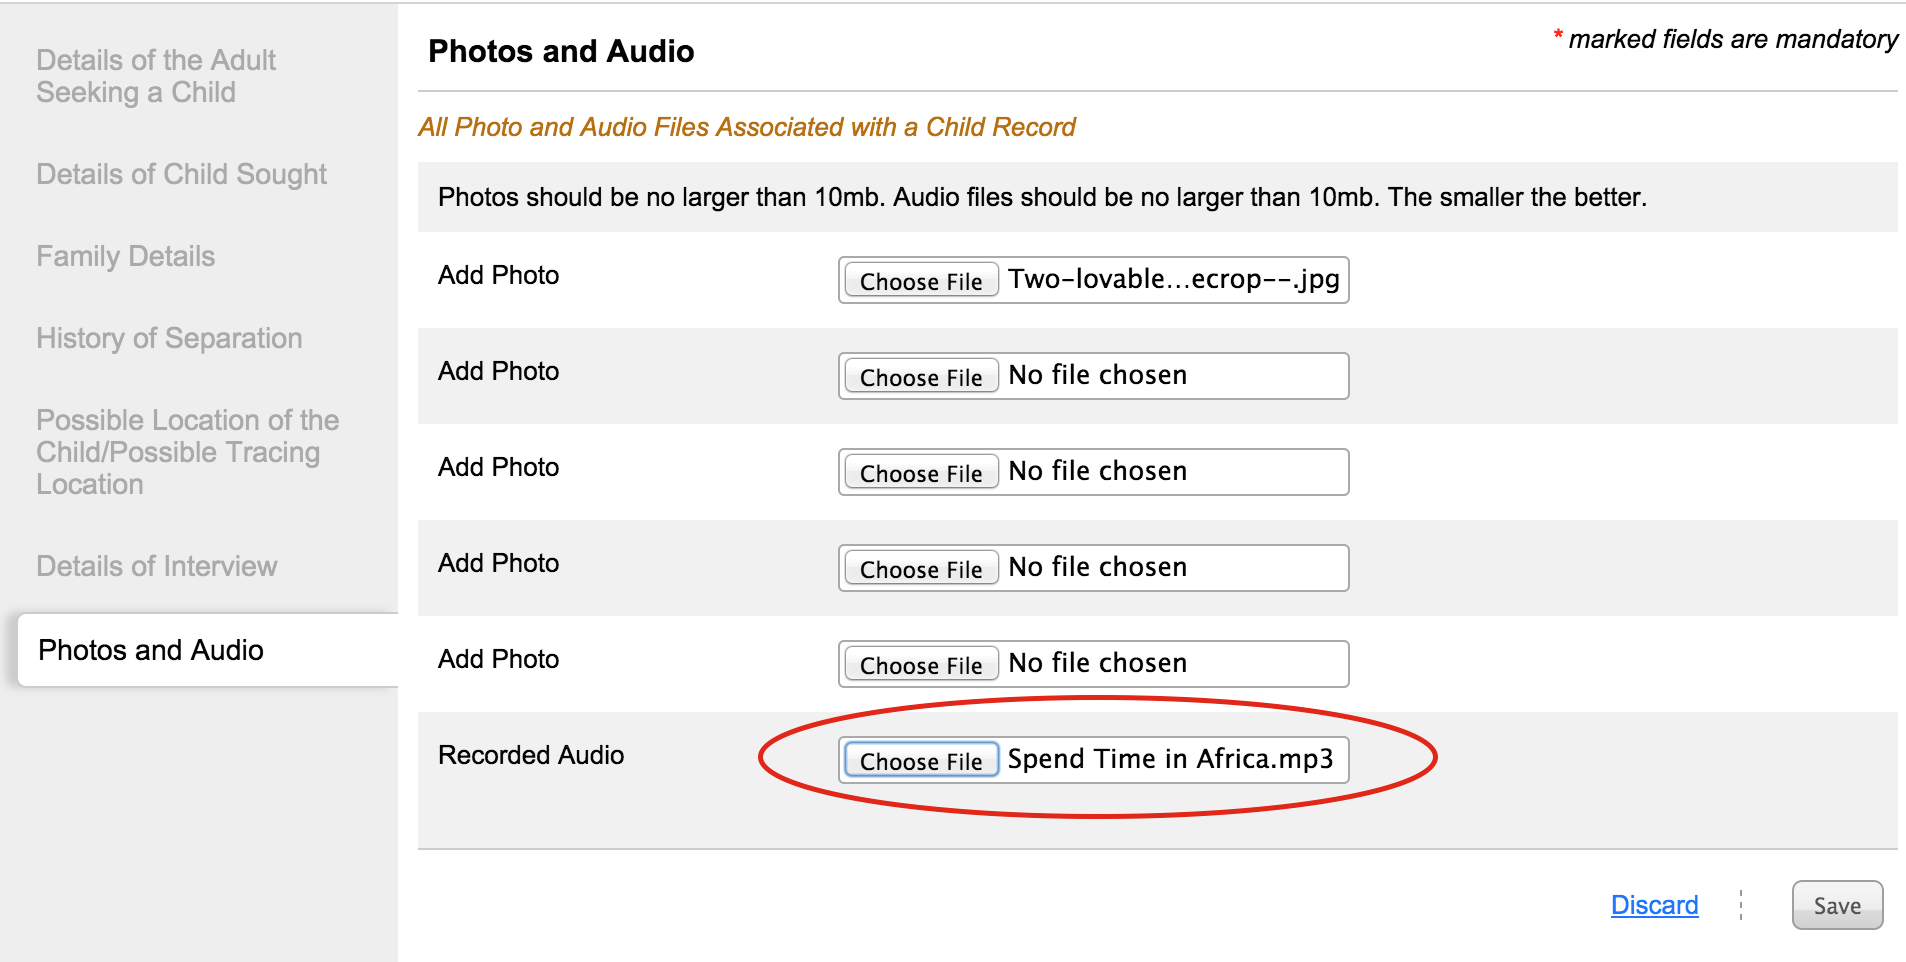 Details of the Adult
Seeking a Child
Details of Child Sought
Family Details
History of Separation
Possible Location of the
Child/Possible Tracing
Location
Details of Interview
Photos and Audio
Photos and Audio
* marked fields are mandatory
All Photo and Audio Files Associated with a Child Record
Photos should be no larger than 10mb. Audio files should be no larger than 10mb. The smaller the better.
Add Photo Choose File Two-lovable...ecrop--.jpg
Add Photo Choose File No file chosen
Add Photo Choose File No file chosen
Add Photo Choose File No file chosen
Add Photo Choose File No file chosen
Recorded Audio Choose File Spend Time in Africa.mp3
Discard Save